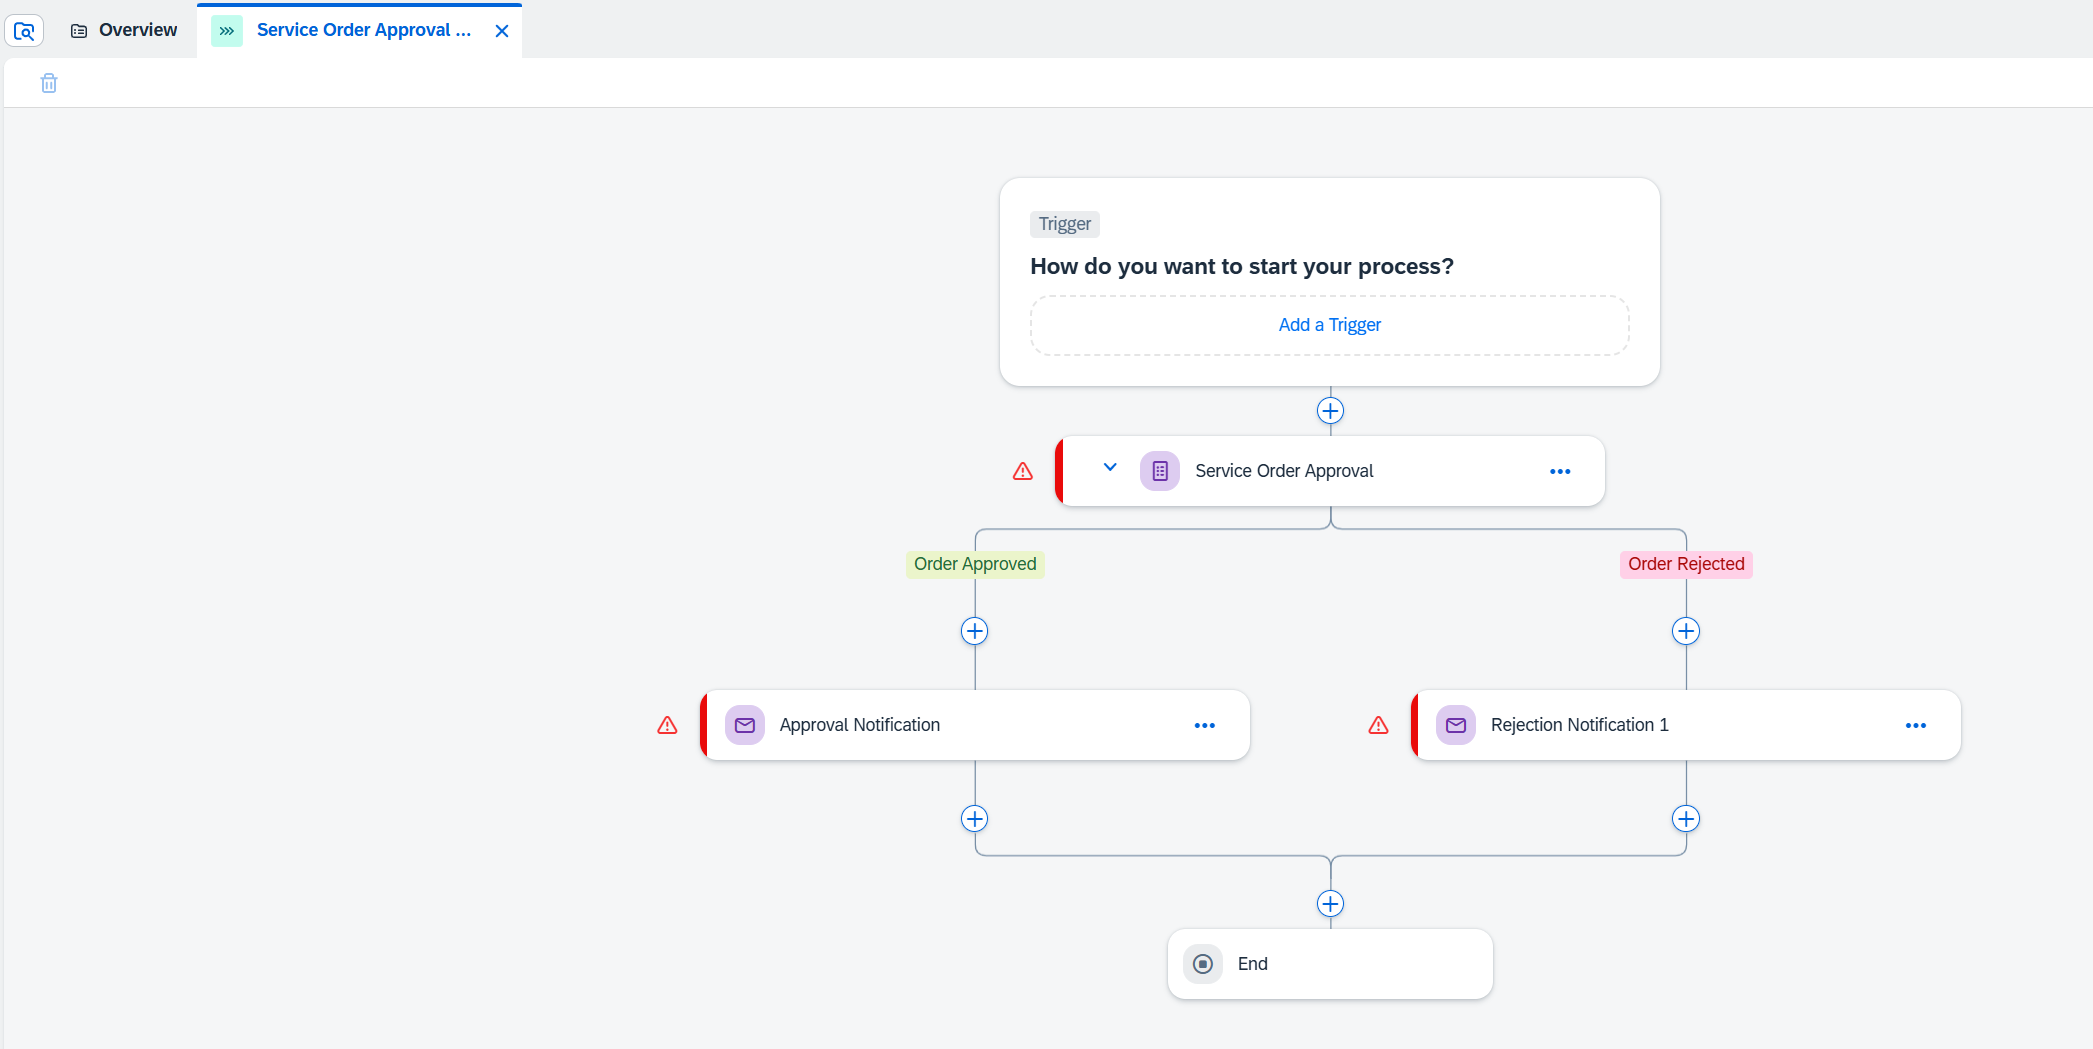 Overview
Service Order Approval ...
Trigger
How do you want to start your process?
Add a Trigger
Service Order Approval
Order Approved
Order Rejected
Approval Notification
Rejection Notification 1
End